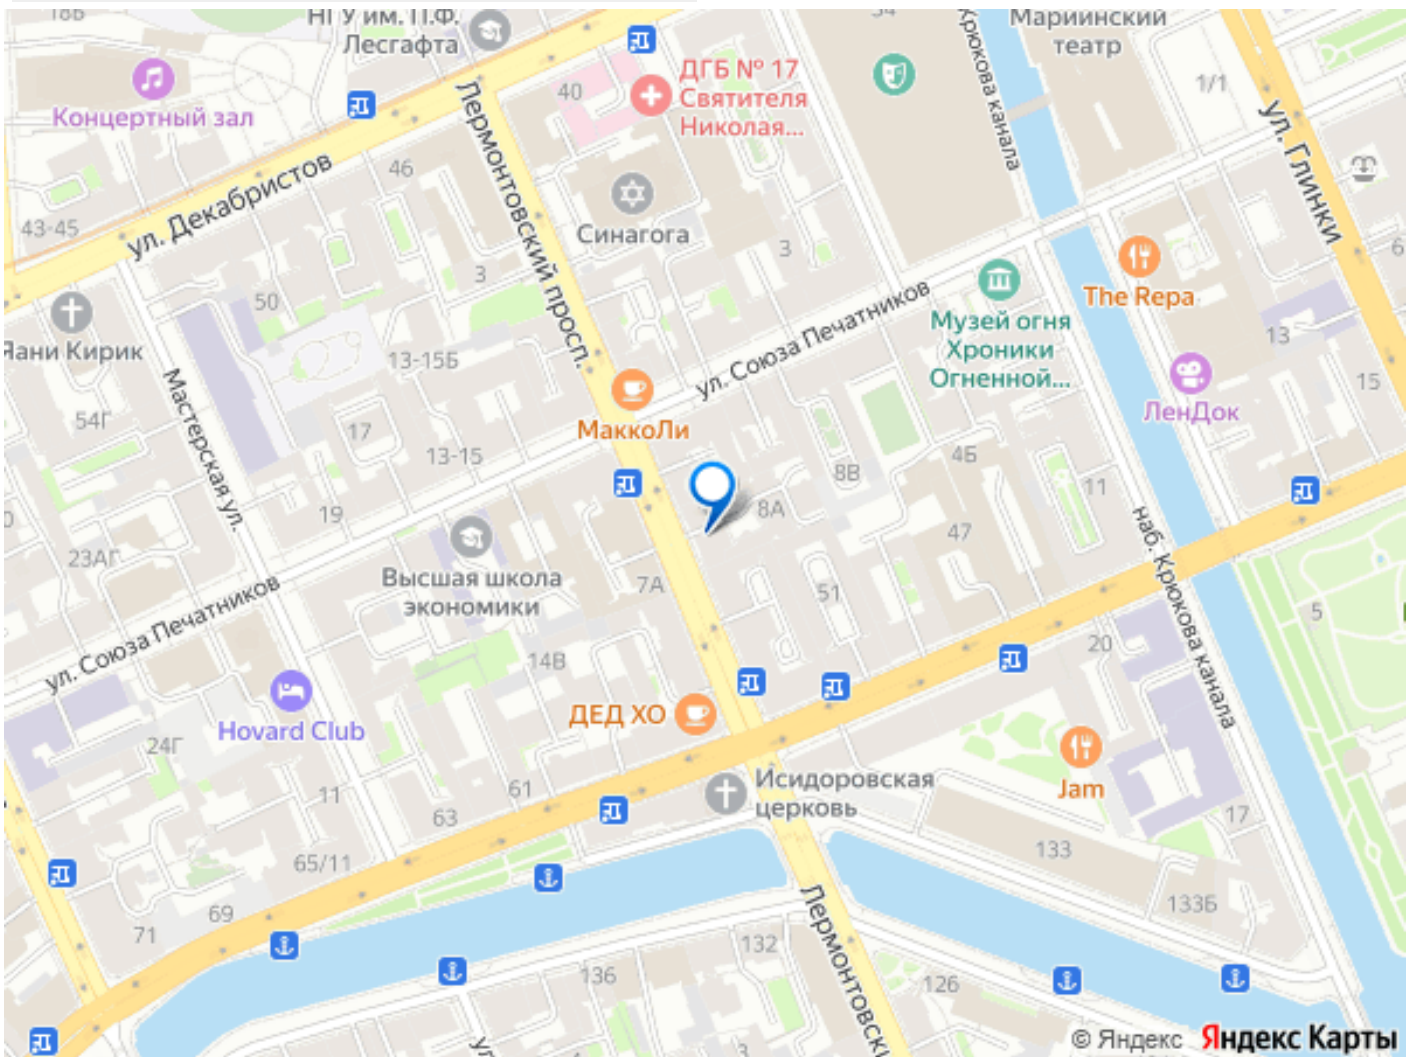 НГУ им. П.Ф.
Лесгафта
Мариинский
театр
Концертный зал
40
ДГБ № 17
Святителя
Николая...
Крюкова канала
1/1
ул. Глинки
Лермонтовский просп.
46
ул. Декабристов
43-45
Синагога
3
3
6
50
The Repa
Музей огня
Хроники
Огненной...
13
Яани Кирик
13-15Б
ул. Союза Печатников
15
ЛенДок
54Г
Мастерская ул.
17
МаккоЛи
13-15
4Б
8В
11
19
8А
47
наб. Крюкова канала
23АГ
Высшая школа
экономики
7А
51
5
ул. Союза Печатников
14В
20
Hovard Club
ДЕД ХО
24Г
Исидоровская
церковь
Jam
11
61
63
17
65/11
133
69
71
133Б
Лермонтовский
132
136
126
3
© Яндекс Яндекс Карты